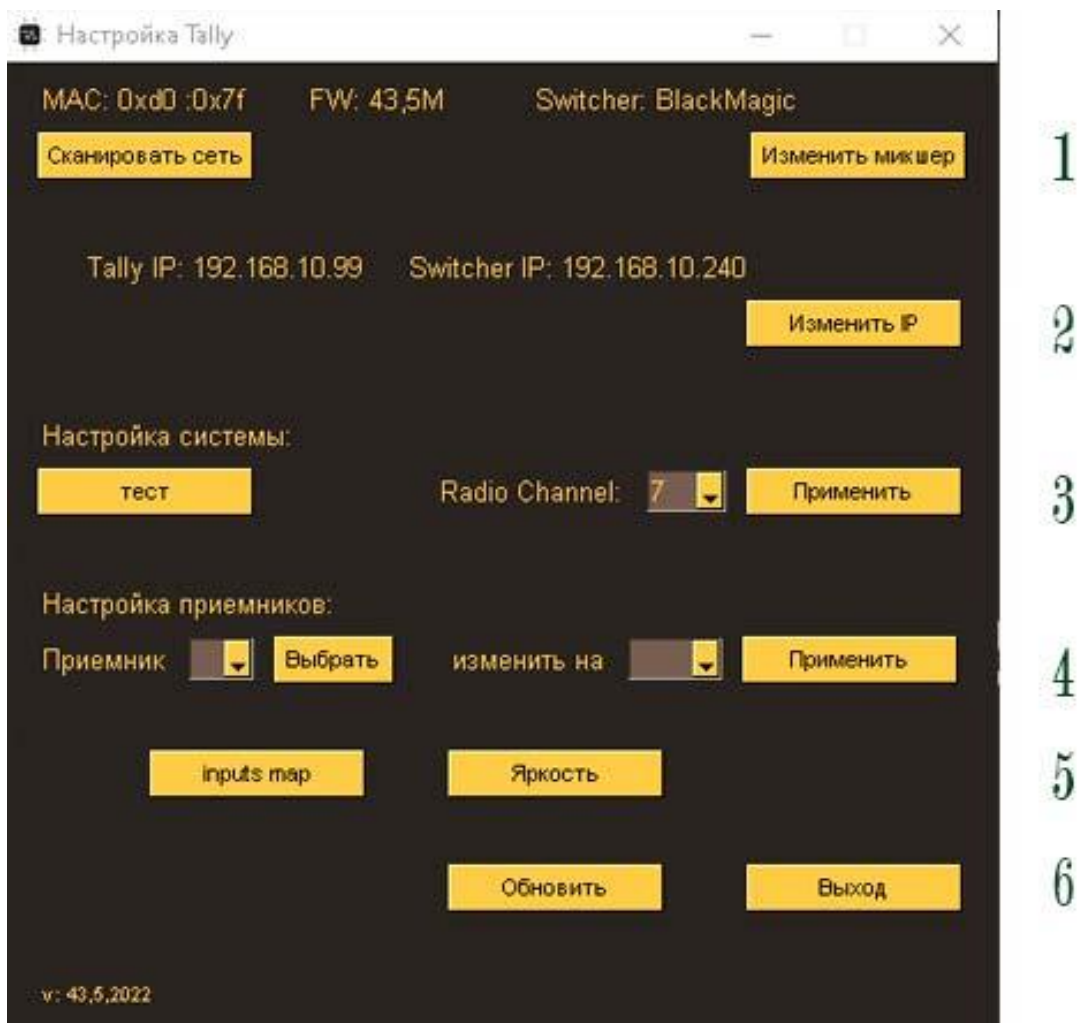 Настройка Tally
MAC: 0xd0 :0x7f FW: 43,5M Switcher: BlackMagic
Сканировать сеть Изменить микшер 1
Tally IP: 192.168.10.99 Switcher IP: 192.168.10.240
Изменить IP 2
Настройка системы:
тест Radio Channel: 7 Применить 3
Настройка приемников:
Приемник Выбрать изменить на Применить 4
inputs map Яркость 5
Обновить Выход 6
v: 43,5,2022